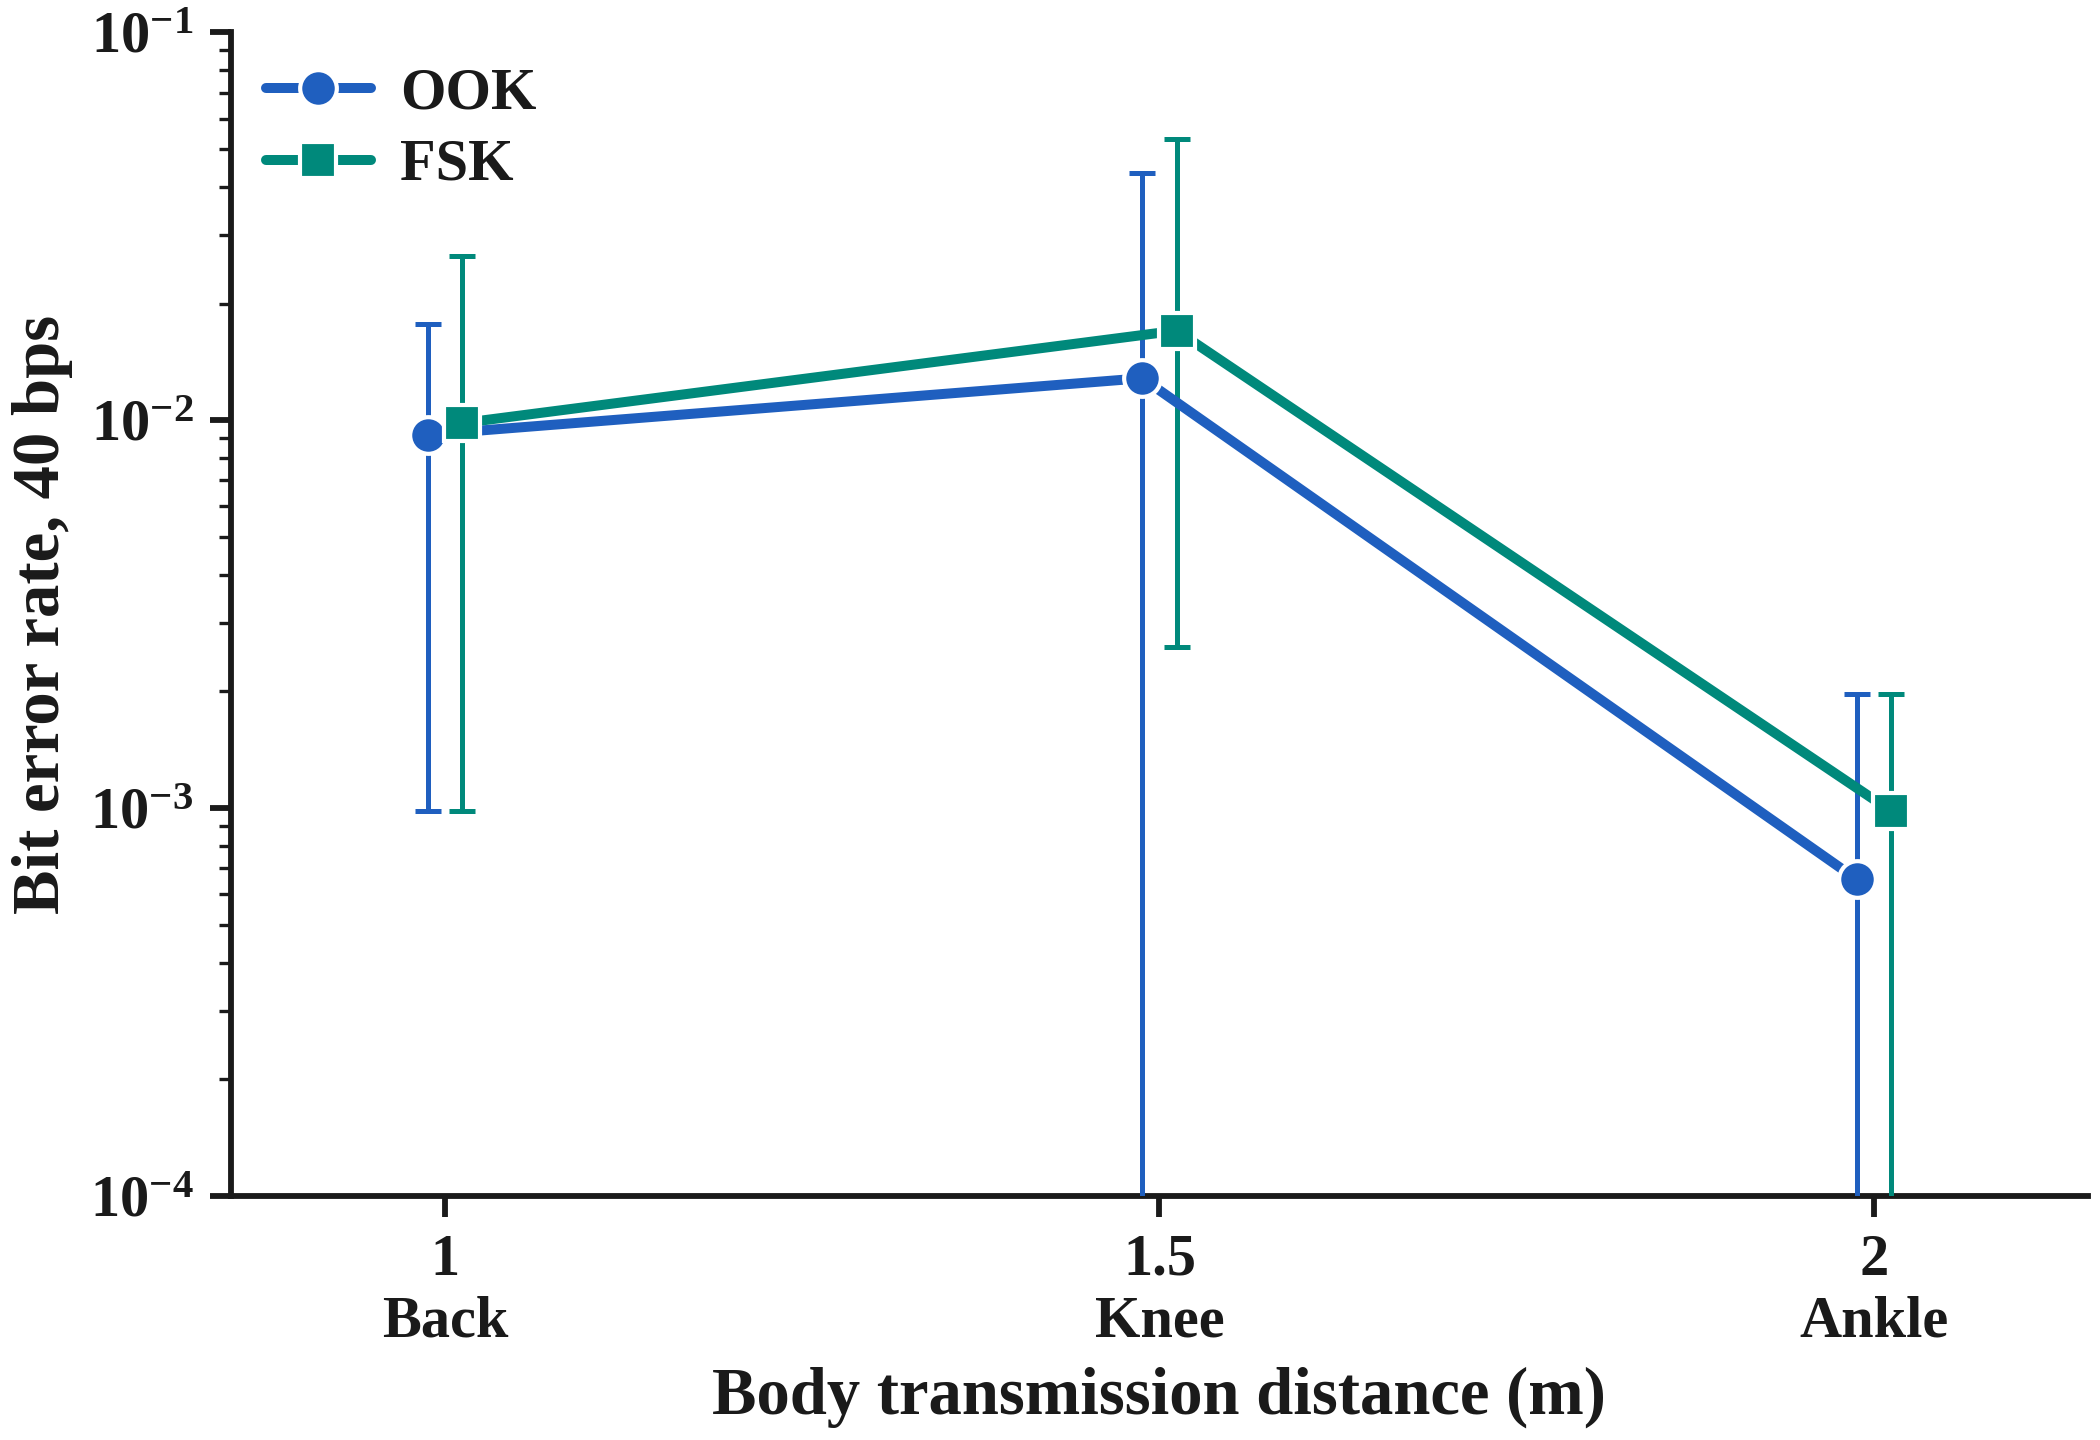 10⁻¹
OOK
FSK
10⁻²
10⁻³
10⁻⁴
Bit error rate, 40 bps
1
Back
1.5
Knee
2
Ankle
Body transmission distance (m)